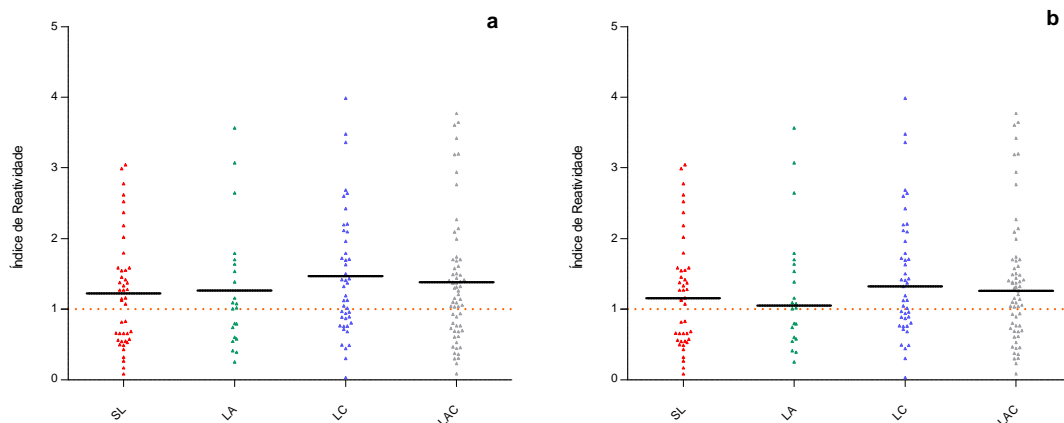 a
Índice de Reatividade
5
4
3
2
1
0
SL
LA
LC
LAC
b
Índice de Reatividade
5
4
3
2
1
0
SL
LA
LC
LAC